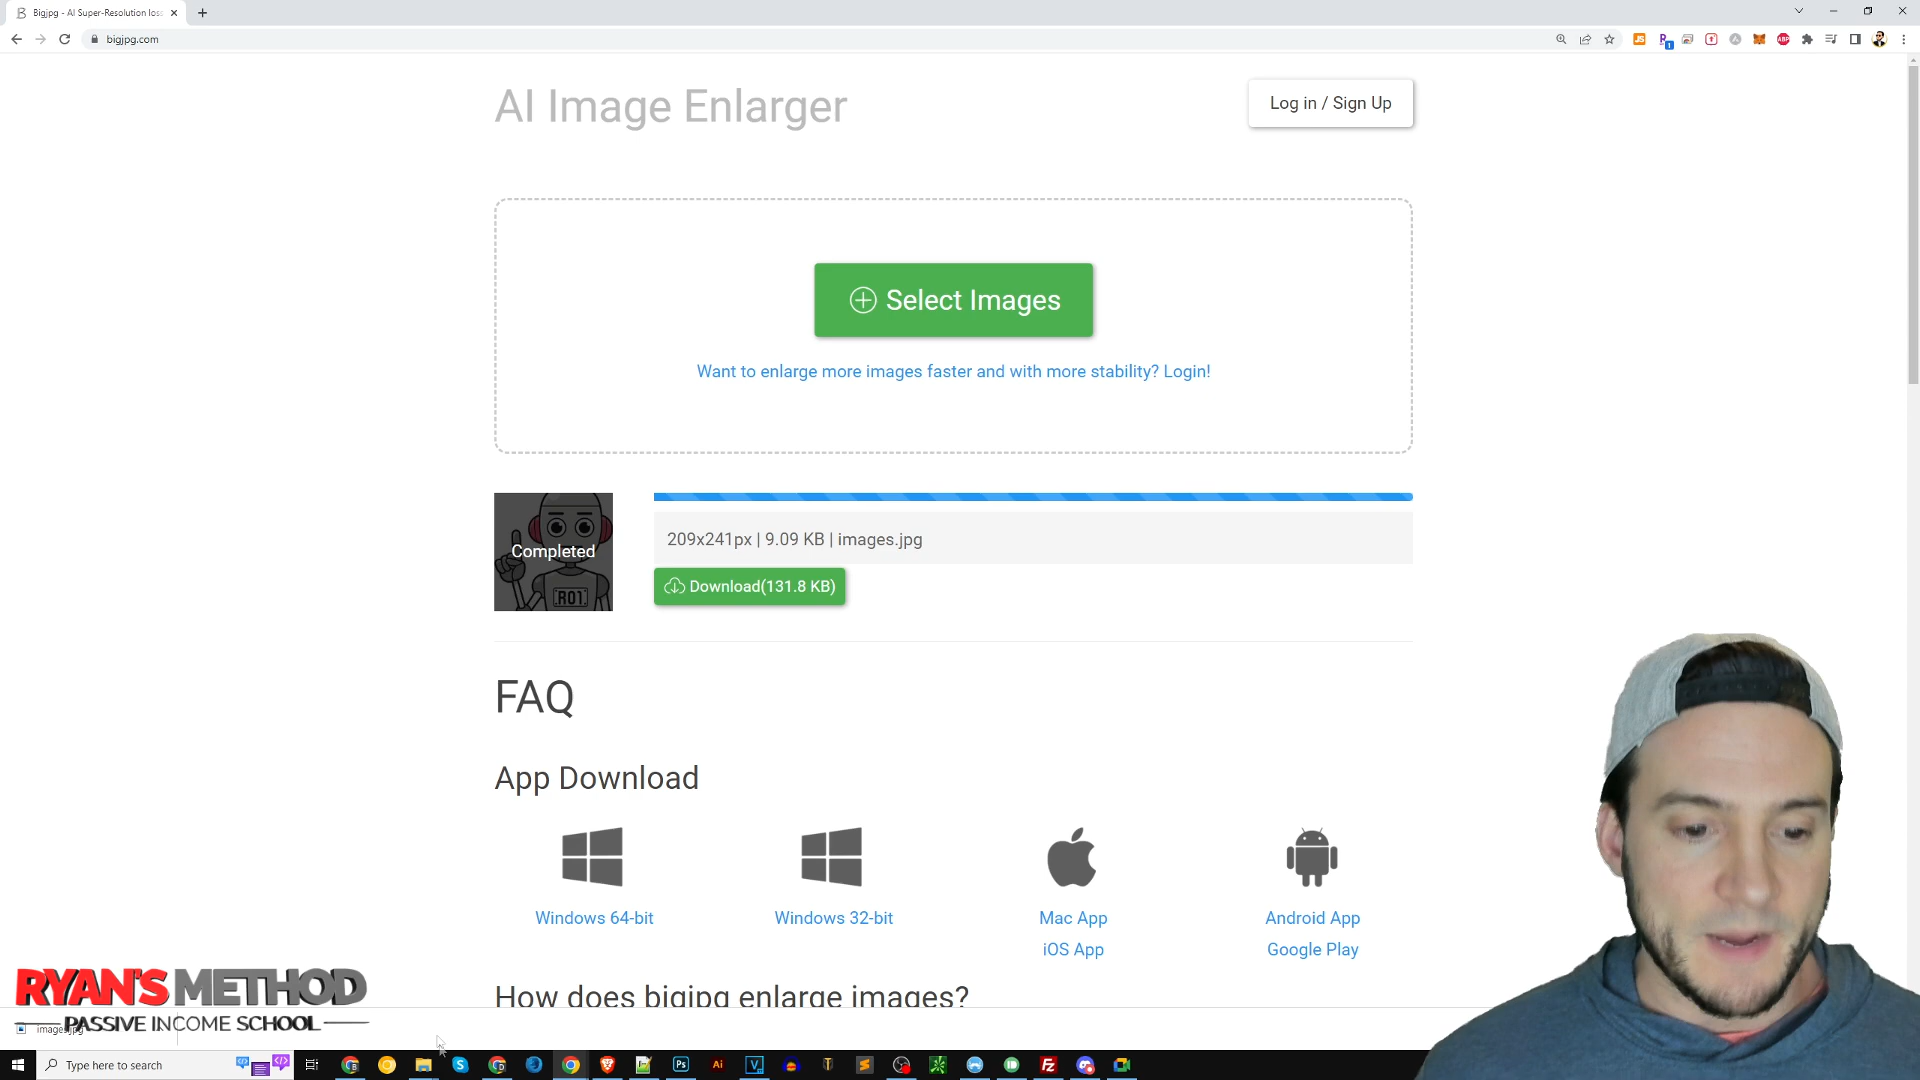 Bigjpg - AI Super-Resolution loss
bigjpg.com
AI Image Enlarger
Log in / Sign Up
Select Images
Want to enlarge more images faster and with more stability? Login!
Completed
R01
209x241px | 9.09 KB | images.jpg
Download(131.8 KB)
FAQ
App Download
Windows 64-bit
Windows 32-bit
Mac App
Android App
iOS App
Google Play
How does bigjpg enlarge images?
RYAN'S METHOD
PASSIVE INCOME SCHOOL
images.jpg
Type here to search